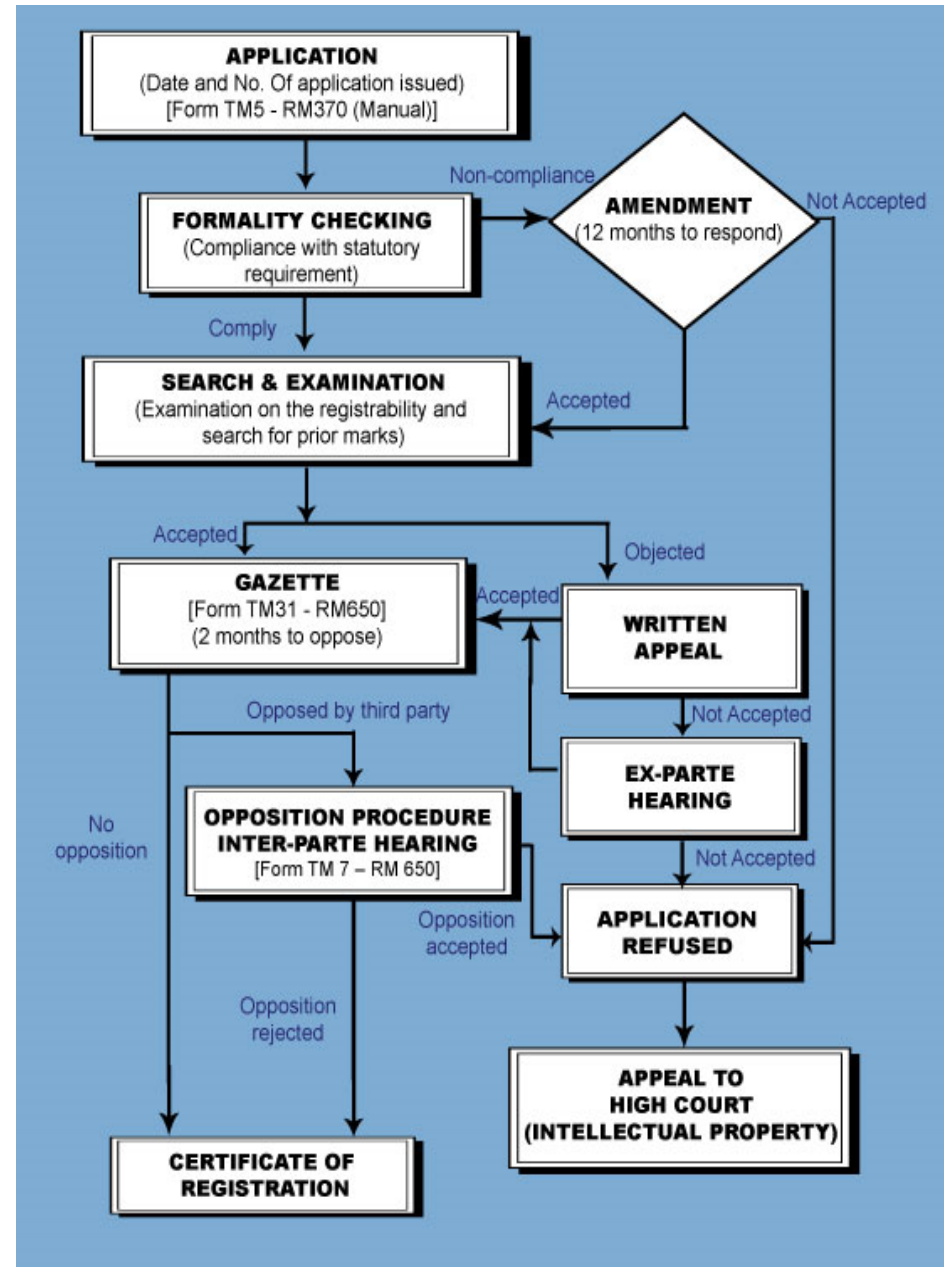 APPLICATION
(Date and No. Of application issued)
[Form TM5 - RM370 (Manual)]
Non-compliance
AMENDMENT
(12 months to respond)
Not Accepted
FORMALITY CHECKING
(Compliance with statutory
requirement)
Comply
SEARCH & EXAMINATION
(Examination on the registrability and
search for prior marks)
Accepted
Accepted
Objected
GAZETTE
[Form TM31 - RM650]
(2 months to oppose)
Accepted
WRITTEN
APPEAL
Opposed by third party
Not Accepted
EX-PARTE
HEARING
No
opposition
OPPOSITION PROCEDURE
INTER-PARTE HEARING
[Form TM 7 – RM 650]
Not Accepted
Opposition
accepted
APPLICATION
REFUSED
Opposition
rejected
APPEAL TO
HIGH COURT
(INTELLECTUAL PROPERTY)
CERTIFICATE OF
REGISTRATION